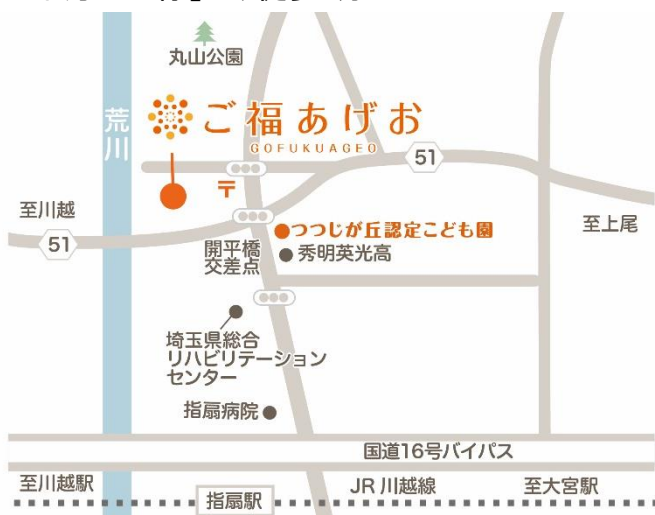 丸山公園
荒川
ご福あげお
GOFUKUAGEO
51
〒
至川越
つつじが丘認定こども園
至上尾
51
開平橋
交差点
秀明英光高
埼玉県総合
リハビリテーション
センター
指扇病院
国道16号バイパス
至川越駅
JR川越線
至大宮駅
指扇駅